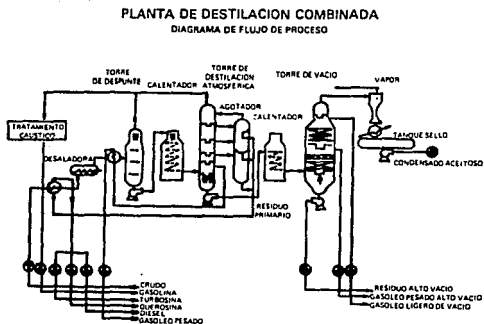 PLANTA DE DESTILACION COMBINADA
DIAGRAMA DE FLUJO DE PROCESO
TORRE DE DESPUNTE
CALENTADOR
TORRE DE DESTILACION ATMOSFERICA
AGOTADOR
CALENTADOR
TORRE DE VACIO
VAPOR
TRATAMIENTO CAUSTICO
DESALADORA
TANQUE SELLO
CONDENSADO ACEITOSO
RESIDUO PRIMARIO
CRUDO
GASOLINA
TURBOSINA
QUEROSINA
DIESEL
GASOLEO PESADO
RESIDUO ALTO VACIO
GASOLEO PESADO ALTO VACIO
GASOLEO LIGERO DE VACIO